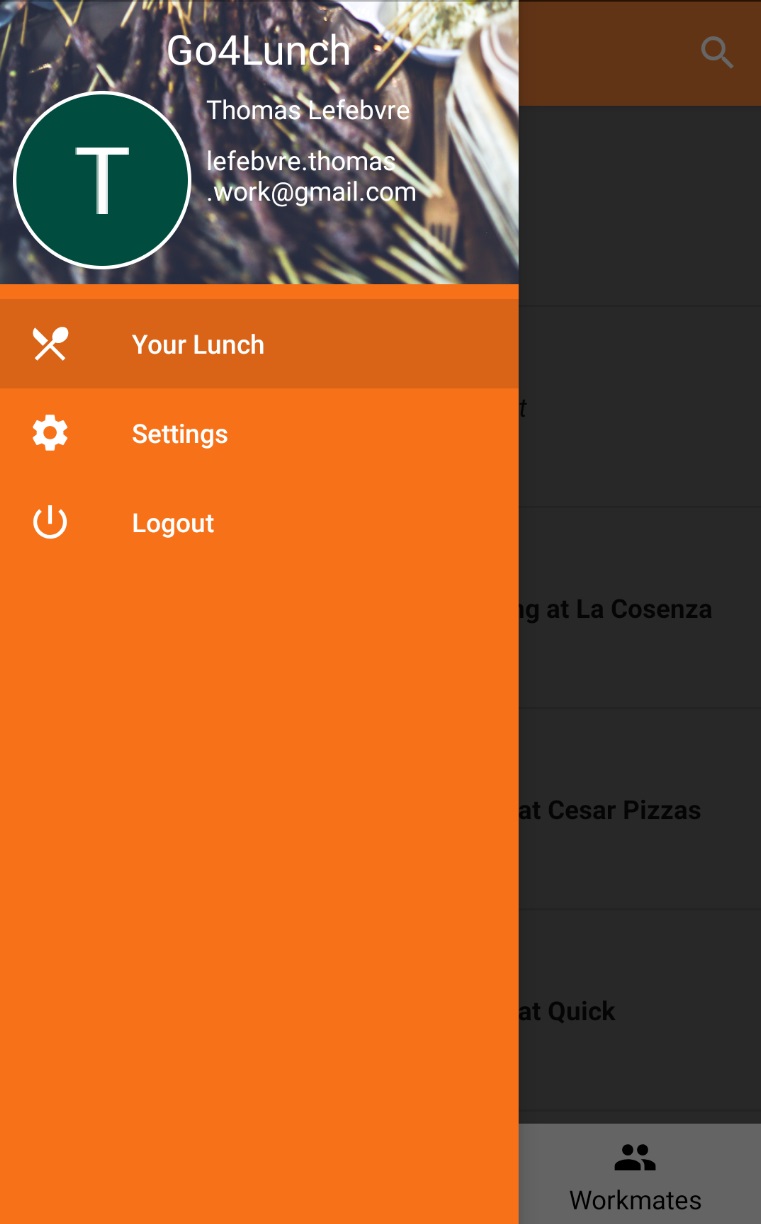 Go4Lunch
T
Thomas Lefebvre
lefebvre.thomas
.work@gmail.com
Your Lunch
Settings
t
Logout
ng at La Cosenza
at Cesar Pizzas
at Quick
Workmates